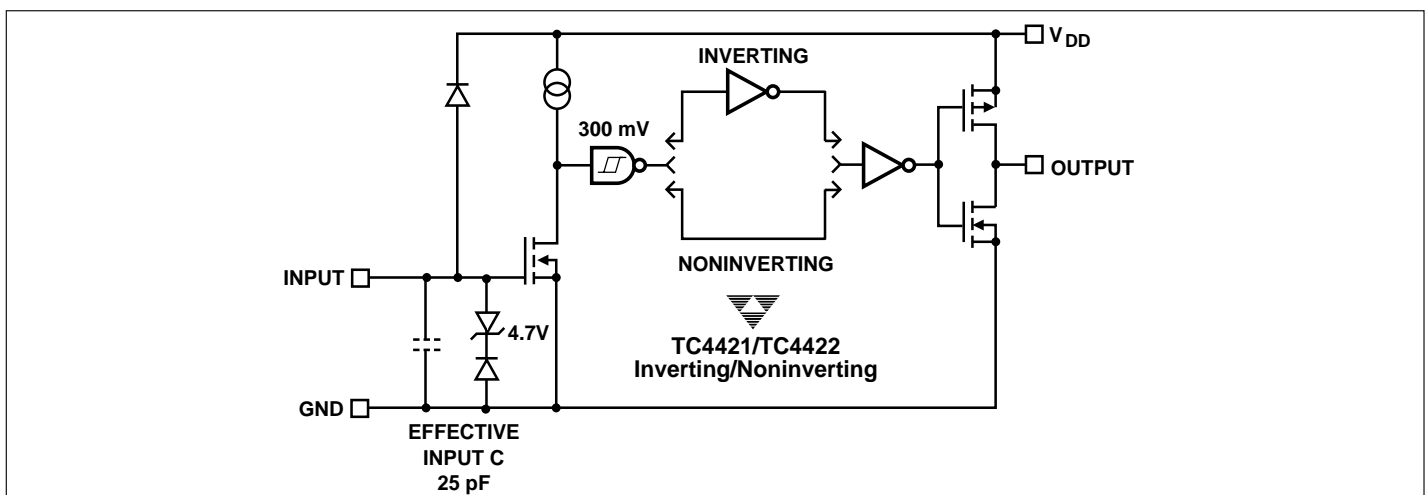 V DD
INVERTING
300 mV
OUTPUT
INPUT
NONINVERTING
4.7V
TC4421/TC4422
Inverting/Noninverting
GND
EFFECTIVE
INPUT C
25 pF